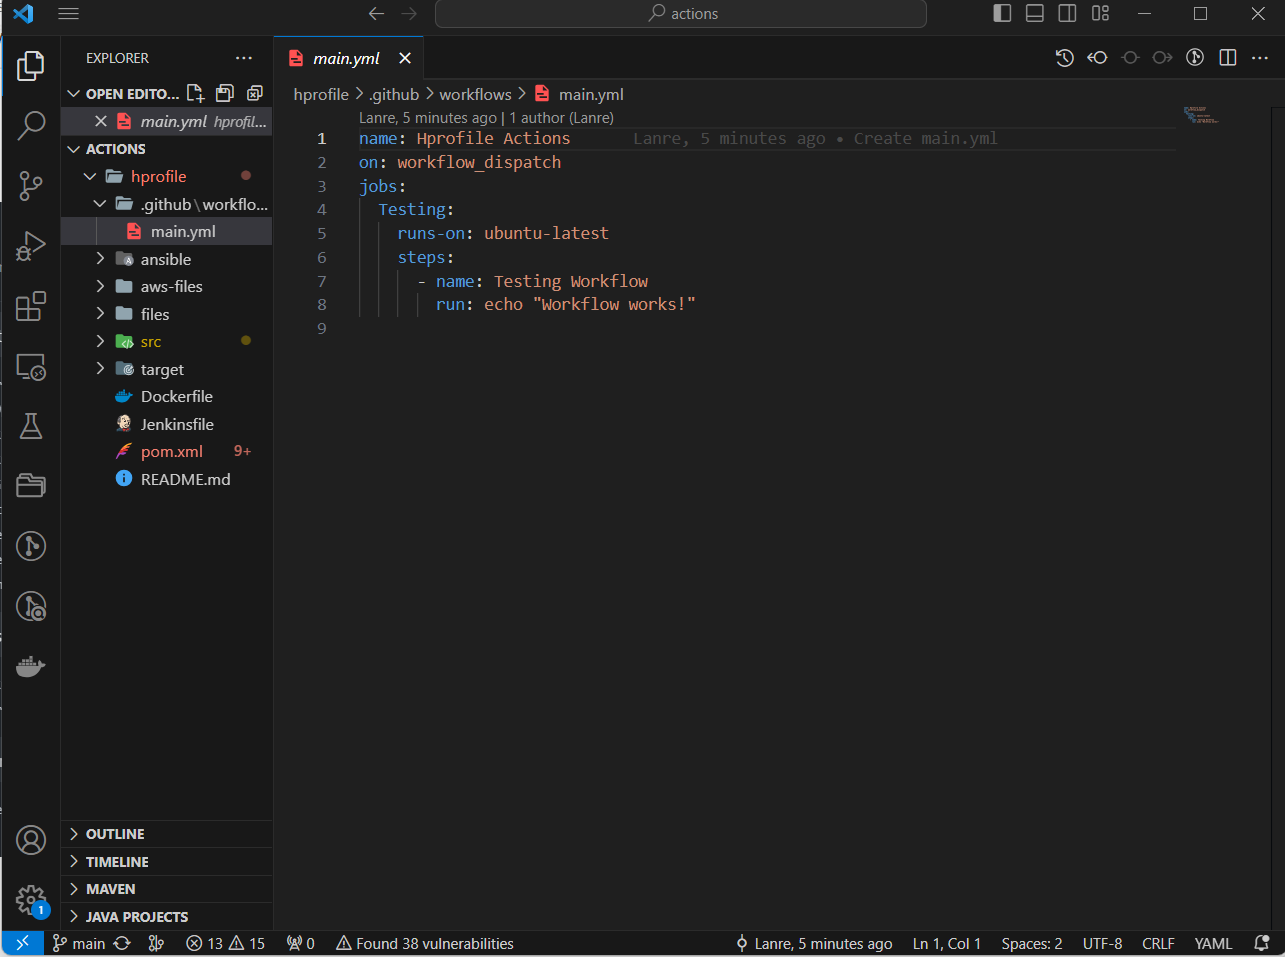 actions
EXPLORER
OPEN EDITO...
main.yml hprofil...
ACTIONS
hprofile
.github\workflo...
main.yml
ansible
aws-files
files
src
target
Dockerfile
Jenkinsfile
pom.xml 9+
README.md
OUTLINE
TIMELINE
MAVEN
JAVA PROJECTS
main.yml
hprofile > .github > workflows > main.yml
Lanre, 5 minutes ago | 1 author (Lanre)
1 name: Hprofile Actions Lanre, 5 minutes ago • Create main.yml
2 on: workflow_dispatch
3 jobs:
4 Testing:
5 runs-on: ubuntu-latest
6 steps:
7 - name: Testing Workflow
8 run: echo "Workflow works!"
9
1
main 13 15 0 Found 38 vulnerabilities Lanre, 5 minutes ago Ln 1, Col 1 Spaces: 2 UTF-8 CRLF YAML